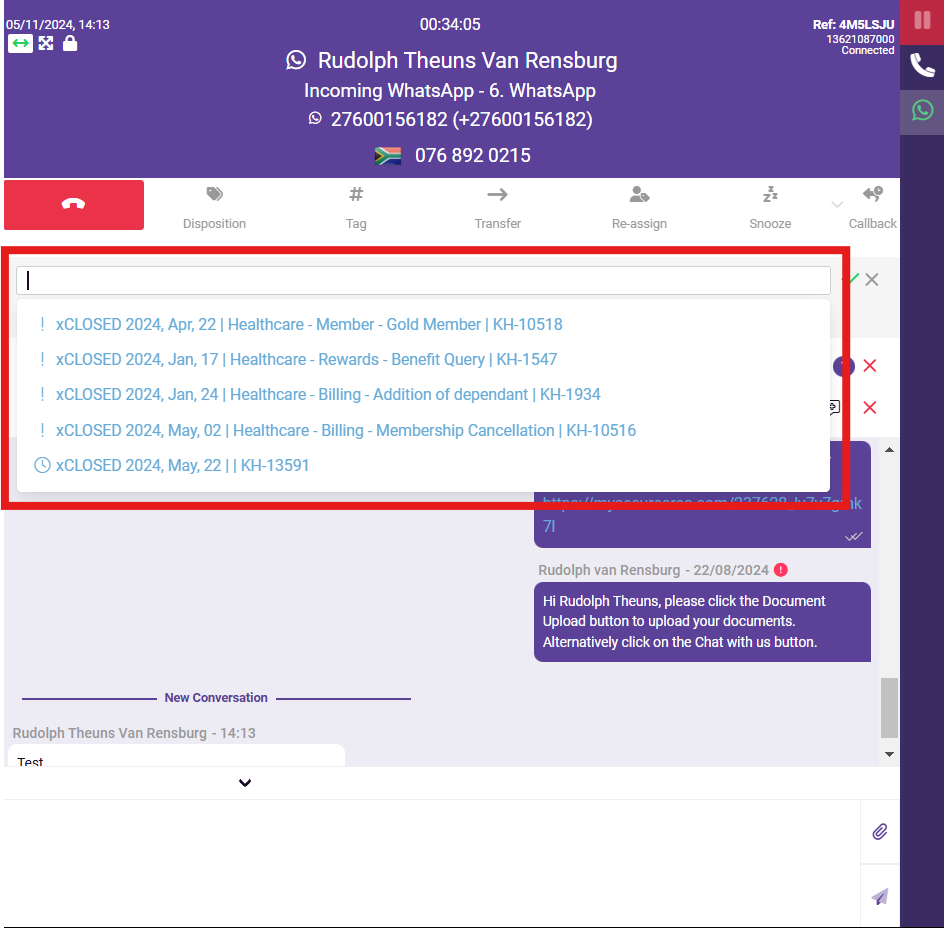 05/11/2024, 14:13
00:34:05
Ref: 4M5LSJU
13621087000
Connected
Rudolph Theuns Van Rensburg
Incoming WhatsApp - 6. WhatsApp
27600156182 (+27600156182)
076 892 0215
Disposition
Tag
Transfer
Re-assign
Snooze
Callback
! xCLOSED 2024, Apr, 22 | Healthcare - Member - Gold Member | KH-10518
! xCLOSED 2024, Jan, 17 | Healthcare - Rewards - Benefit Query | KH-1547
! xCLOSED 2024, Jan, 24 | Healthcare - Billing - Addition of dependant | KH-1934
! xCLOSED 2024, May, 02 | Healthcare - Billing - Membership Cancellation | KH-10516
xCLOSED 2024, May, 22 | | KH-13591
7l
Rudolph van Rensburg - 22/08/2024
Hi Rudolph Theuns, please click the Document
Upload button to upload your documents.
Alternatively click on the Chat with us button.
New Conversation
Rudolph Theuns Van Rensburg - 14:13
Test